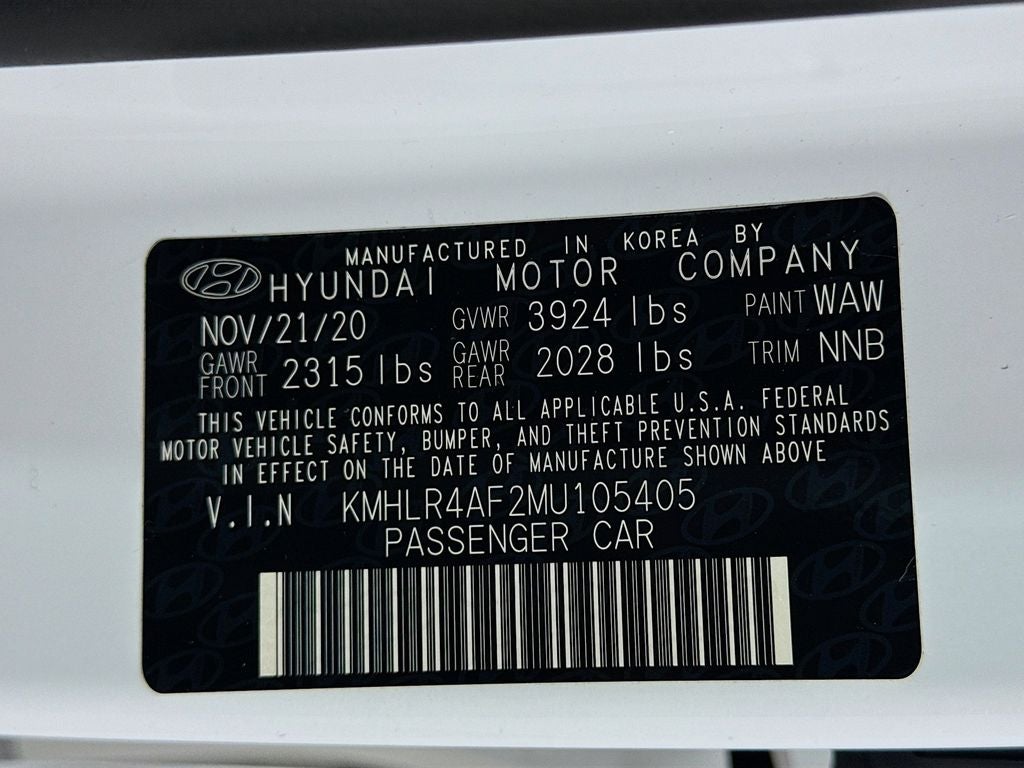 MANUFACTURED IN KOREA BY
HYUNDAI MOTOR COMPANY
NOV/21/20 GVWR 3924 lbs PAINT WAW
GAWR FRONT 2315 lbs GAWR REAR 2028 lbs TRIM NNB
THIS VEHICLE CONFORMS TO ALL APPLICABLE U.S.A. FEDERAL
MOTOR VEHICLE SAFETY, BUMPER, AND THEFT PREVENTION STANDARDS
IN EFFECT ON THE DATE OF MANUFACTURE SHOWN ABOVE
V.I.N KMHLR4AF2MU105405
PASSENGER CAR